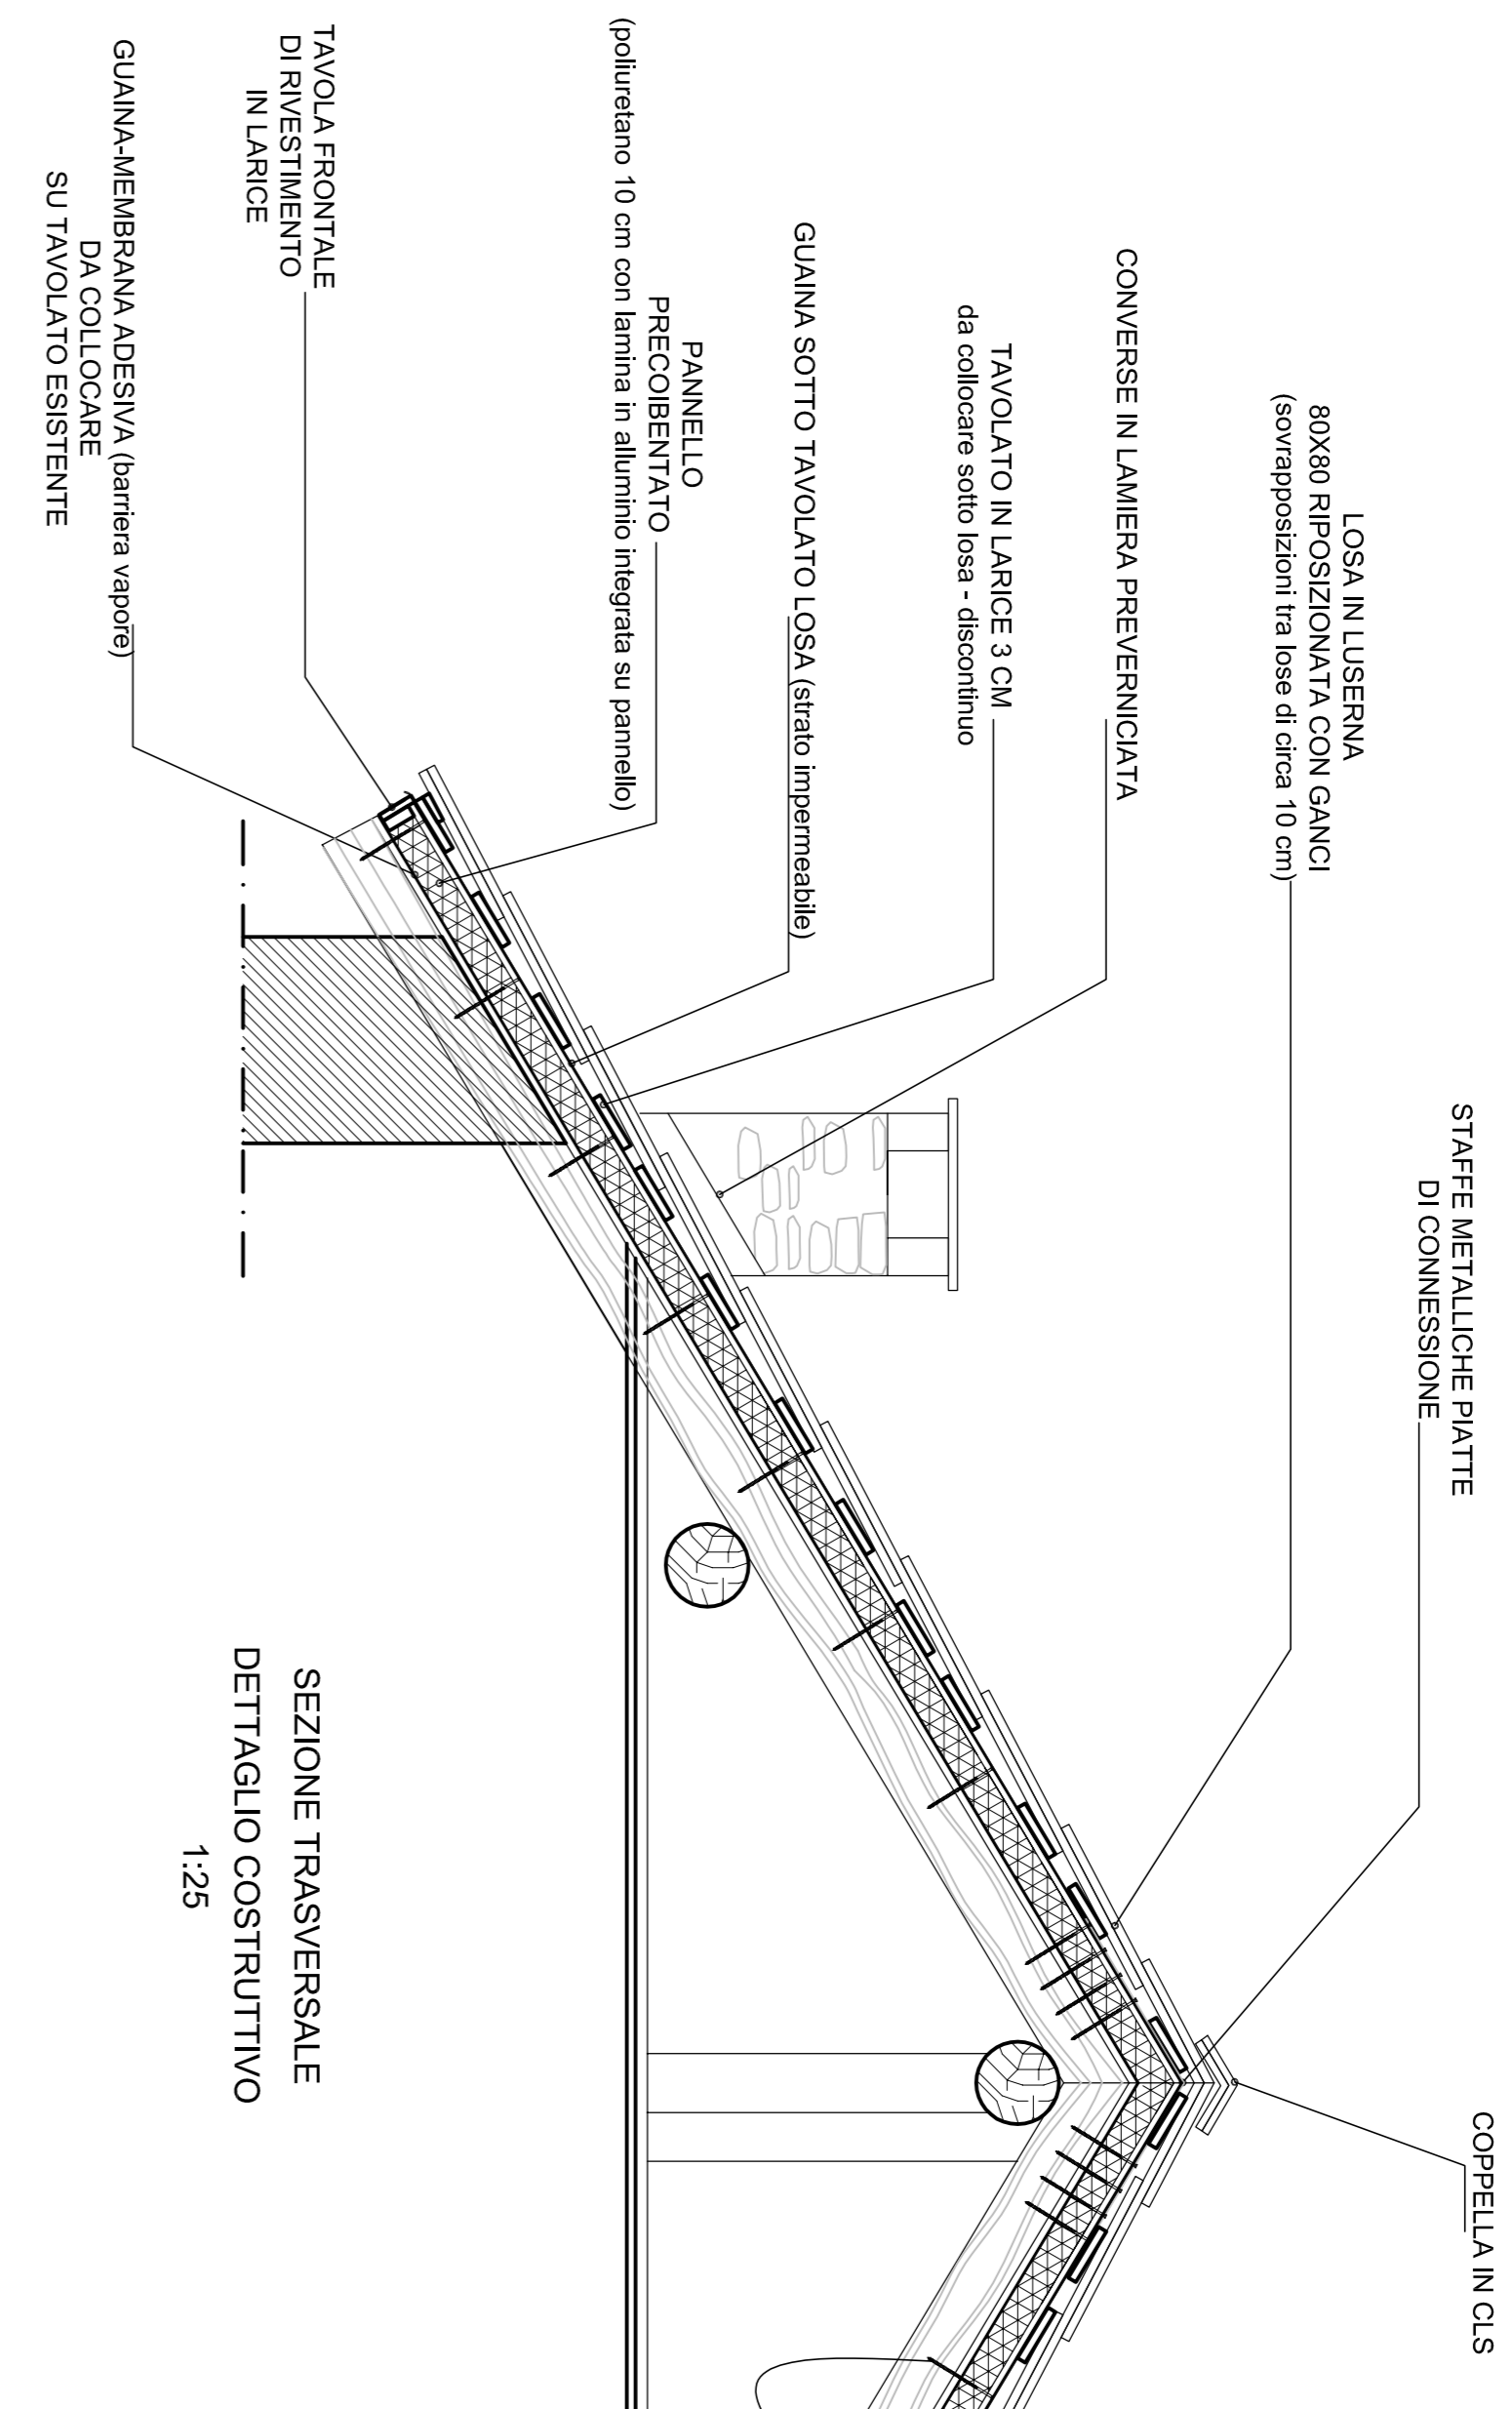 COPPELLA IN CLS
STAFFE METALLICHE PIATTE
DI CONNESSIONE
LOSA IN LUSERNA
80X80 RIPOSIZIONATA CON GANCI
(sovrapposizioni tra lose di circa 10 cm)
CONVERSE IN LAMIERA PREVERNICIATA
TAVOLATO IN LARICE 3 CM
da collocare sotto losa - discontinuo
GUAINA SOTTO TAVOLATO LOSA (strato impermeabile)
PANNELLO
PRECOIBENTATO
(poliuretano 10 cm con lamina in alluminio integrata su pannello)
TAVOLA FRONTALE
DI RIVESTIMENTO
IN LARICE
GUAINA-MEMBRANA ADESIVA (barriera vapore)
DA COLLOCARE
SU TAVOLATO ESISTENTE
SEZIONE TRASVERSALE
DETTAGLIO COSTRUTTIVO
1:25